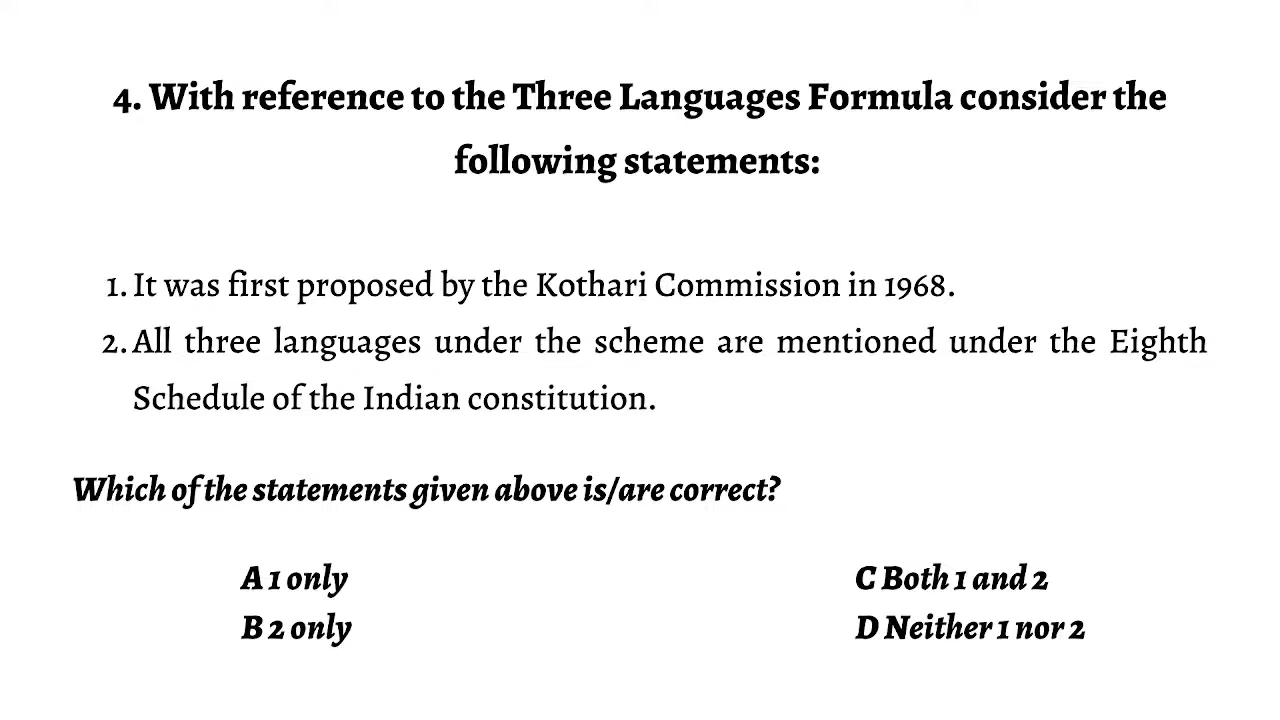 4. With reference to the Three Languages Formula consider the
following statements:
1. It was first proposed by the Kothari Commission in 1968.
2. All three languages under the scheme are mentioned under the Eighth
Schedule of the Indian constitution.
Which of the statements given above is/are correct?
A 1 only
B 2 only
C Both 1 and 2
D Neither 1 nor 2